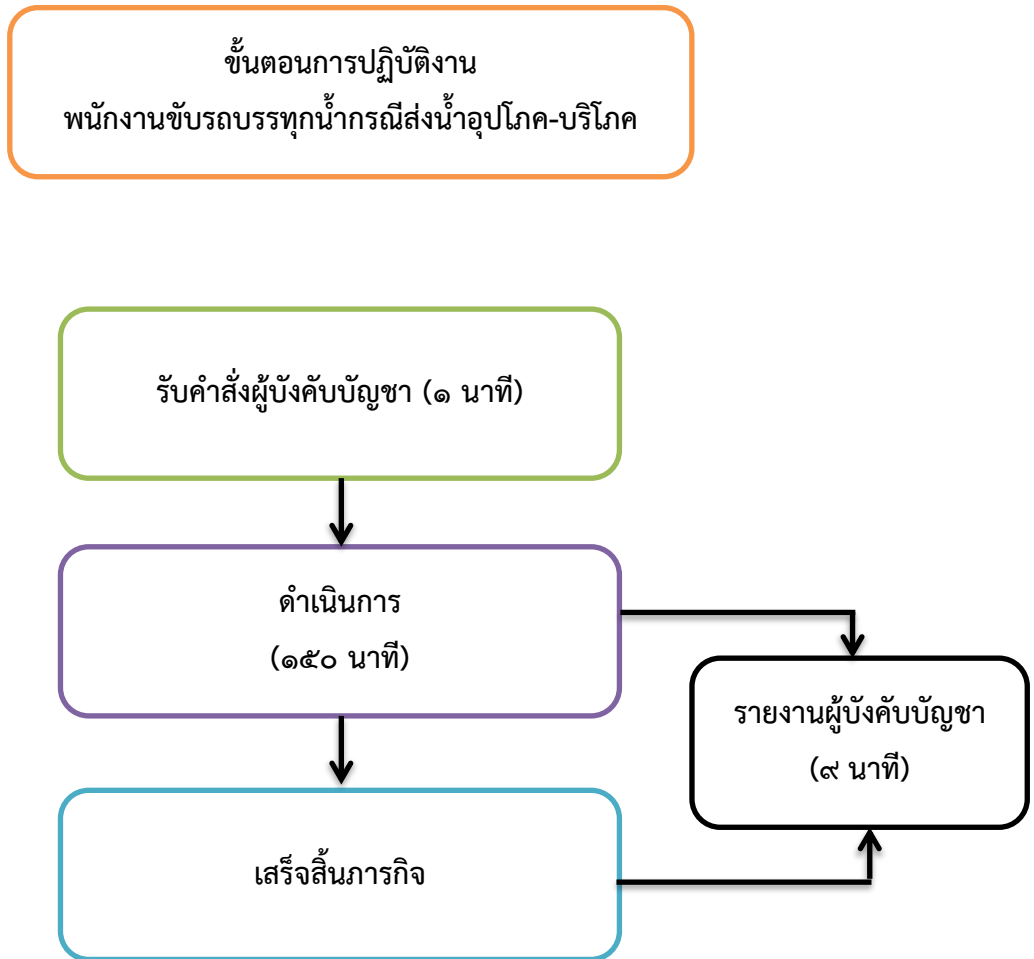 ขั้นตอนการปฏิบัติงาน
พนักงานขับรถบรรทุกน้ำกรณีส่งน้ำอุปโภค-บริโภค
รับคำสั่งผู้บังคับบัญชา (๑ นาที)
ดำเนินการ
(๑๕๐ นาที)
รายงานผู้บังคับบัญชา
(๙ นาที)
เสร็จสิ้นภารกิจ